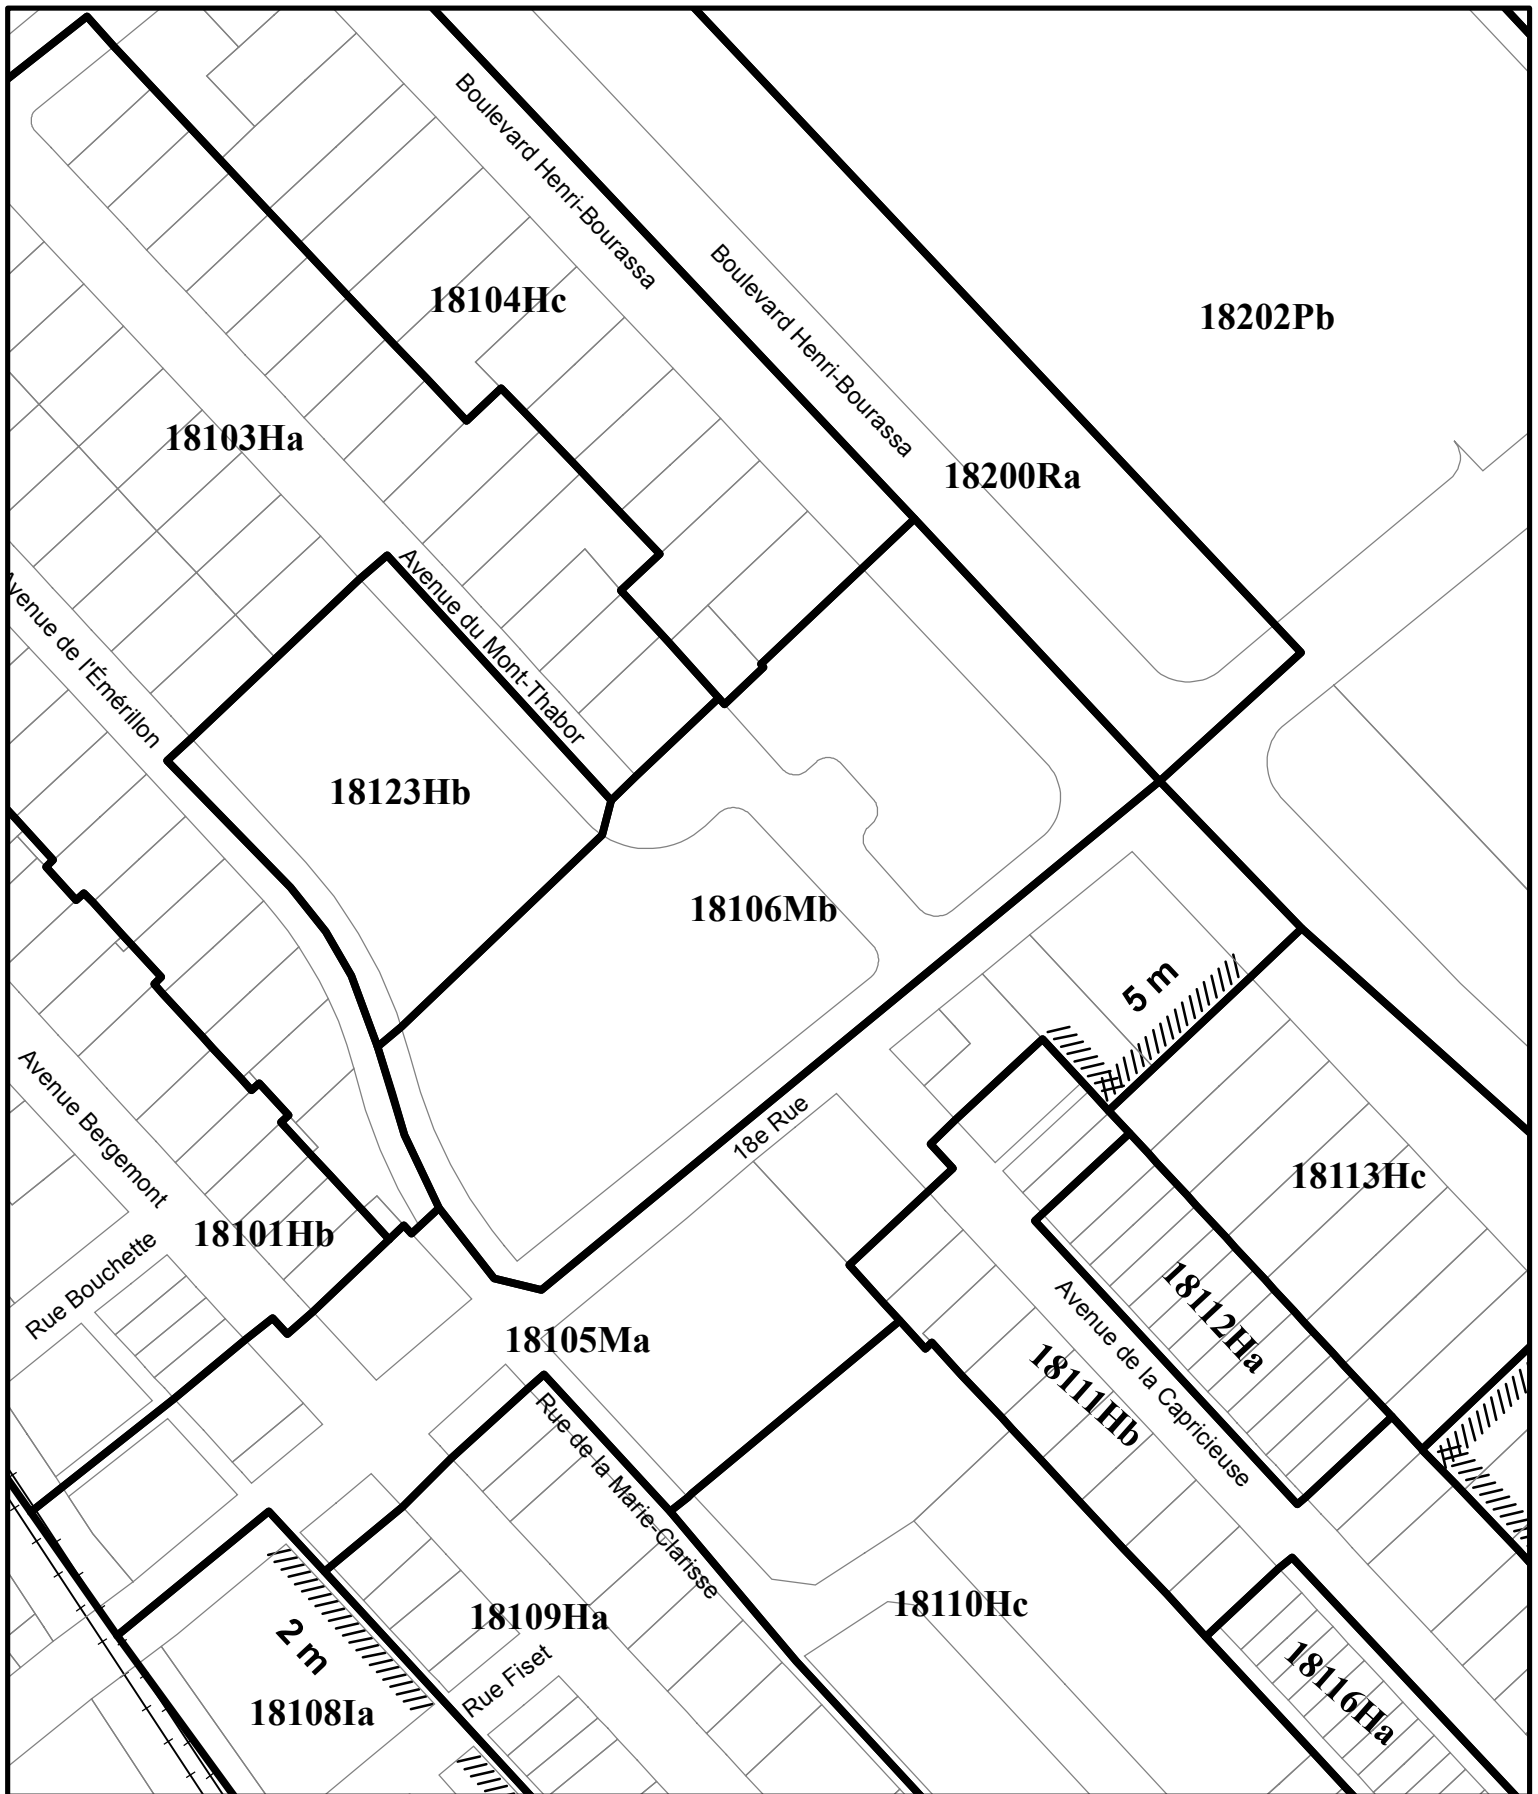 Boulevard Henri-Bourassa
Boulevard Henri-Bourassa
18104Hc
18202Pb
18103Ha
18200Ra
Avenue du Mont-Thabor
Avenue de l'Émérillon
18123Hb
18106Mb
5 m
Avenue Bergemont
18e Rue
18113Hc
18101Hb
Rue Bouchette
18112Ha
18105Ma
Avenue de la Capricieuse
18111Hb
Rue de la Marie-Clarisse
18110Hc
18109Ha
2 m
Rue Fiset
18116Ha
18108Ia